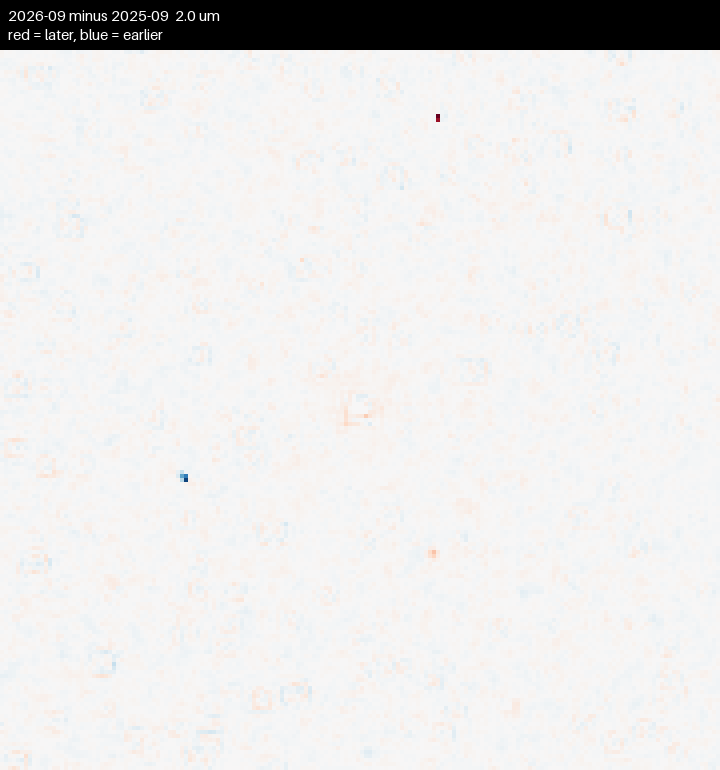 2026-09 minus 2025-09  2.0 um
red = later, blue = earlier